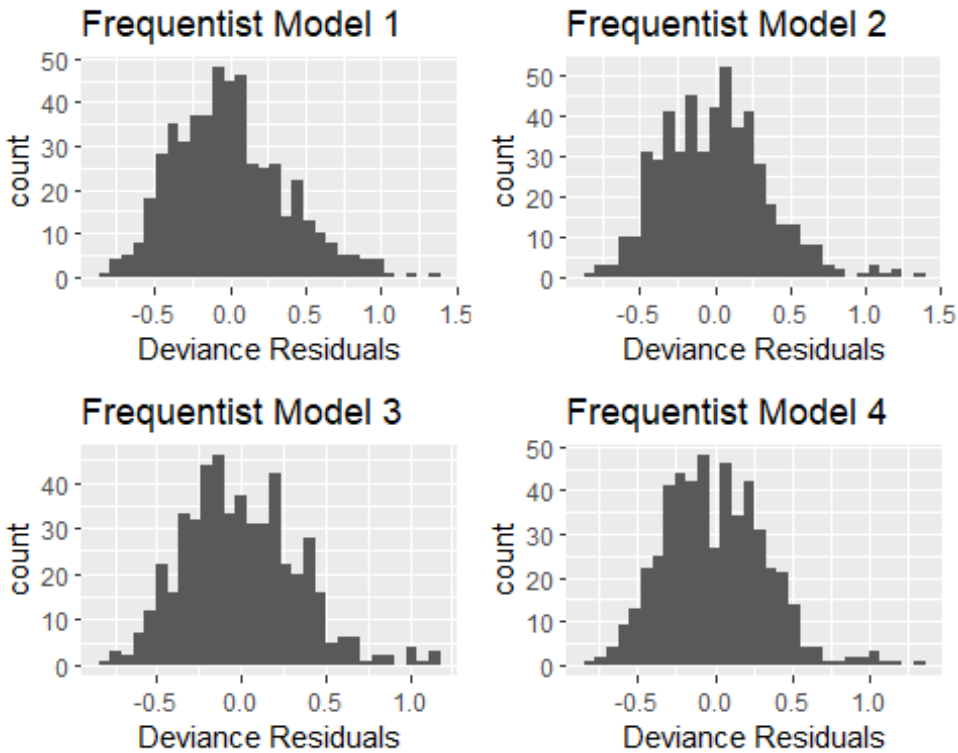 Frequentist Model 1
Frequentist Model 2
50
40
30
20
10
0
count
-0.5 0.0 0.5 1.0 1.5
Deviance Residuals
50
40
30
20
10
0
count
-0.5 0.0 0.5 1.0 1.5
Deviance Residuals
Frequentist Model 3
Frequentist Model 4
40
30
20
10
0
count
-0.5 0.0 0.5 1.0
Deviance Residuals
50
40
30
20
10
0
count
-0.5 0.0 0.5 1.0
Deviance Residuals